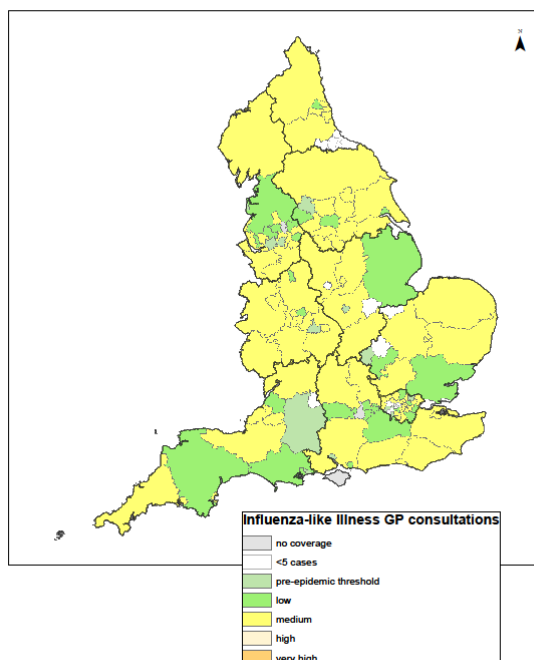 N
Influenza-like Illness GP consultations
no coverage
<5 cases
pre-epidemic threshold
low
medium
high
very high